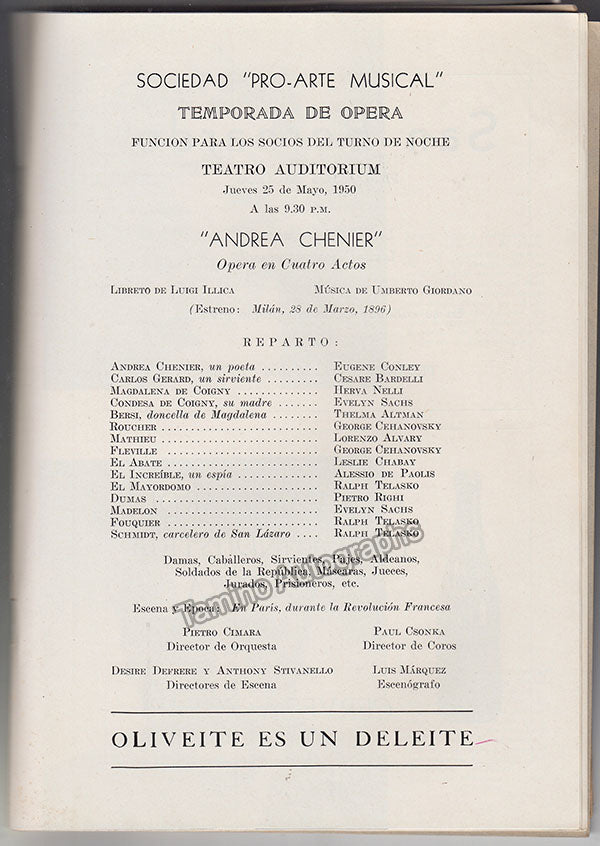 SOCIEDAD "PRO-ARTE MUSICAL"
TEMPORADA DE OPERA
FUNCION PARA LOS SOCIOS DEL TURNO DE NOCHE
TEATRO AUDITORIUM
Jueves 25 de Mayo, 1950
A las 9.30 P.M.
"ANDREA CHENIER"
Opera en Cuatro Actos
LIBRETO DE LUIGI ILLICA MÚSICA DE UMBERTO GIORDANO
(Estreno: Milán, 28 de Marzo, 1896)
REPARTO:
ANDREA CHENIER, un poeta .......... EUGENE CONLEY
CARLOS GERARD, un sirviente ........ CESARE BARDELLI
MAGDALENA DE COIGNY ............. HERVA NELLI
CONDESA DE COIGNY, su madre ........ EVELYN SACHS
BERSI, doncella de Magdalena ....... THELMA ALTMAN
ROUCHER ......................... GEORGE CEHANOVSKY
MATHIEU ......................... LORENZO ALVARY
FLEVILLE ........................ GEORGE CEHANOVSKY
EL ABATE ........................ LESLIE CHABAY
EL INCREÍBLE, un espía ............ ALESSIO DE PAOLIS
EL MAYORDOMO .................... RALPH TELASKO
DUMAS .......................... PIETRO RIGHI
MADELON ......................... EVELYN SACHS
FOUQUIER ........................ RALPH TELASKO
SCHMIDT, carcelero de San Lázaro .... RALPH TELASKO
Damas, Caballeros, Sirvientes, Pajes, Aldeanos,
Soldados de la República, Máscaras, Jueces,
Jurados, Prisioneros, etc.
Tamino Autographs
Escena y Epoca: En París, durante la Revolución Francesa
PIETRO CIMARA PAUL CSONKA
Director de Orquesta Director de Coros
DESIRE DEFRERE Y ANTHONY STIVANELLO LUIS MÁRQUEZ
Directores de Escena Escenógrafo
OLIVEITE ES UN DELEITE